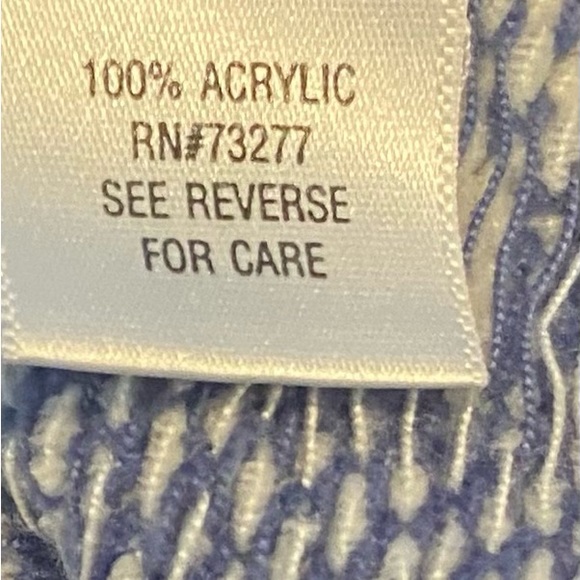 100% ACRYLIC
RN#73277
SEE REVERSE
FOR CARE